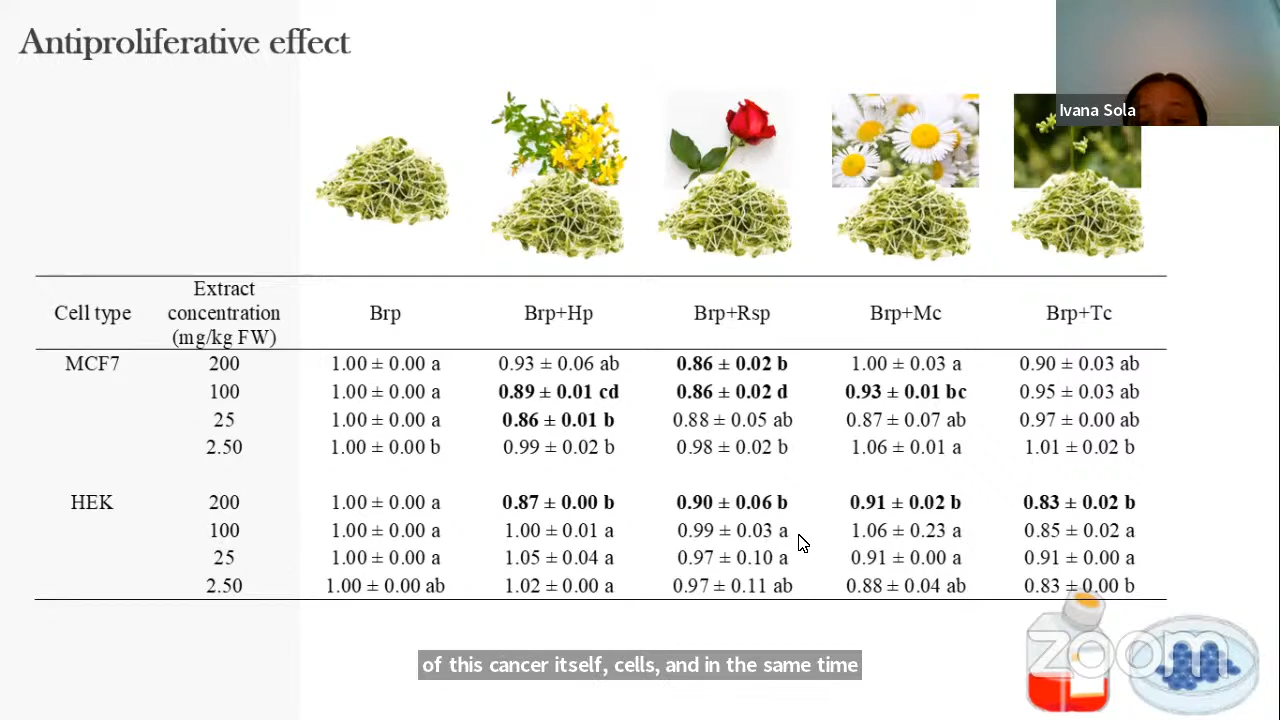 Antiproliferative effect
Ivana Sola
Cell type Extract concentration (mg/kg FW) Brp Brp+Hp Brp+Rsp Brp+Mc Brp+Tc
MCF7 200 1.00 ± 0.00 a 0.93 ± 0.06 ab 0.86 ± 0.02 b 1.00 ± 0.03 a 0.90 ± 0.03 ab
100 1.00 ± 0.00 a 0.89 ± 0.01 cd 0.86 ± 0.02 d 0.93 ± 0.01 bc 0.95 ± 0.03 ab
25 1.00 ± 0.00 a 0.86 ± 0.01 b 0.88 ± 0.05 ab 0.87 ± 0.07 ab 0.97 ± 0.00 ab
2.50 1.00 ± 0.00 b 0.99 ± 0.02 b 0.98 ± 0.02 b 1.06 ± 0.01 a 1.01 ± 0.02 b
HEK 200 1.00 ± 0.00 a 0.87 ± 0.00 b 0.90 ± 0.06 b 0.91 ± 0.02 b 0.83 ± 0.02 b
100 1.00 ± 0.00 a 1.00 ± 0.01 a 0.99 ± 0.03 a 1.06 ± 0.23 a 0.85 ± 0.02 a
25 1.00 ± 0.00 a 1.05 ± 0.04 a 0.97 ± 0.10 a 0.91 ± 0.00 a 0.91 ± 0.00 a
2.50 1.00 ± 0.00 ab 1.02 ± 0.00 a 0.97 ± 0.11 ab 0.88 ± 0.04 ab 0.83 ± 0.00 b
zoom
of this cancer itself, cells, and in the same time